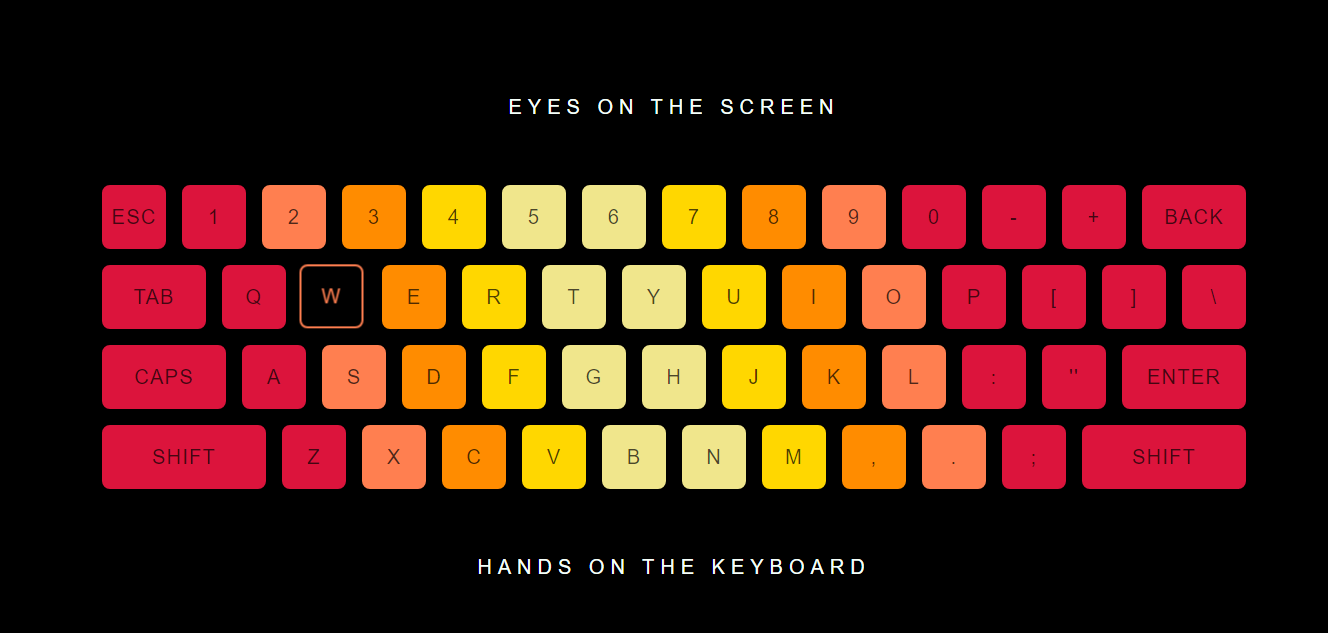 EYES ON THE SCREEN
ESC 1 2 3 4 5 6 7 8 9 0 - + BACK
TAB Q W E R T Y U I O P [ ] \
CAPS A S D F G H J K L : '' ENTER
SHIFT Z X C V B N M , . ; SHIFT
HANDS ON THE KEYBOARD